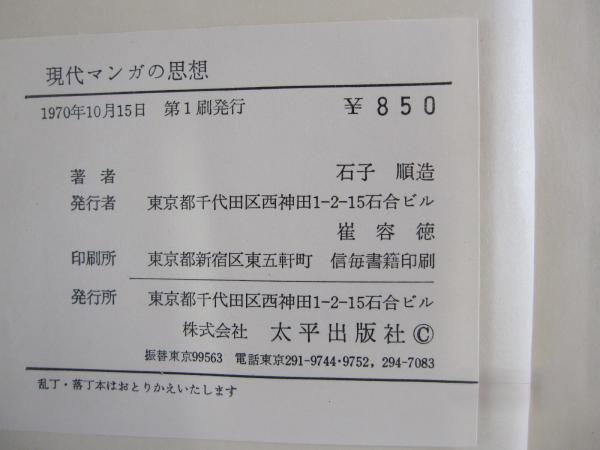 現代マンガの思想
1970年10月15日 第1刷発行 ¥850
著者 石子 順造
発行者 東京都千代田区西神田1-2-15石合ビル
崔容徳
印刷所 東京都新宿区東五軒町 信毎書籍印刷
発行所 東京都千代田区西神田1-2-15石合ビル
株式会社 太平出版社©
振替東京99563 電話東京291-9744・9752, 294-7083
乱丁・落丁本はおとりかえいたします